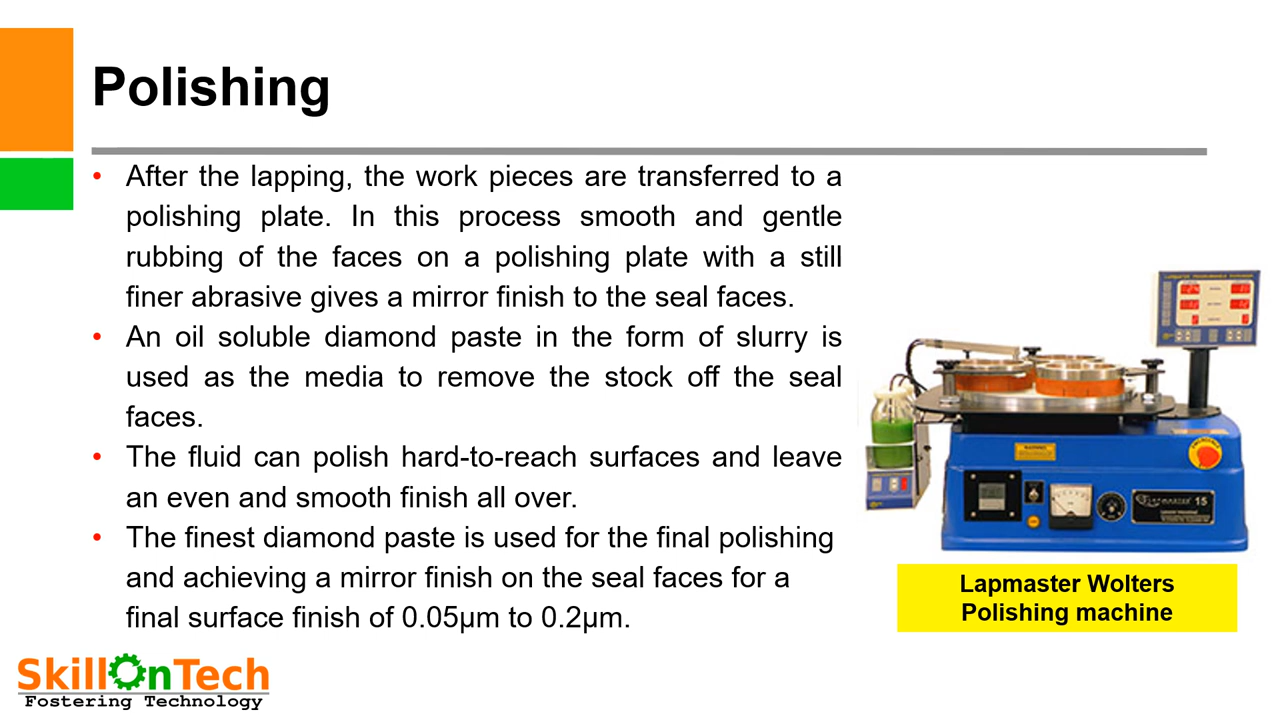 Polishing
• After the lapping, the work pieces are transferred to a
polishing plate. In this process smooth and gentle
rubbing of the faces on a polishing plate with a still
finer abrasive gives a mirror finish to the seal faces.
• An oil soluble diamond paste in the form of slurry is
used as the media to remove the stock off the seal
faces.
• The fluid can polish hard-to-reach surfaces and leave
an even and smooth finish all over.
• The finest diamond paste is used for the final polishing
and achieving a mirror finish on the seal faces for a
final surface finish of 0.05μm to 0.2μm.
LAPMASTER 15
Lapmaster Wolters
Polishing machine
SkillOnTech
Fostering Technology